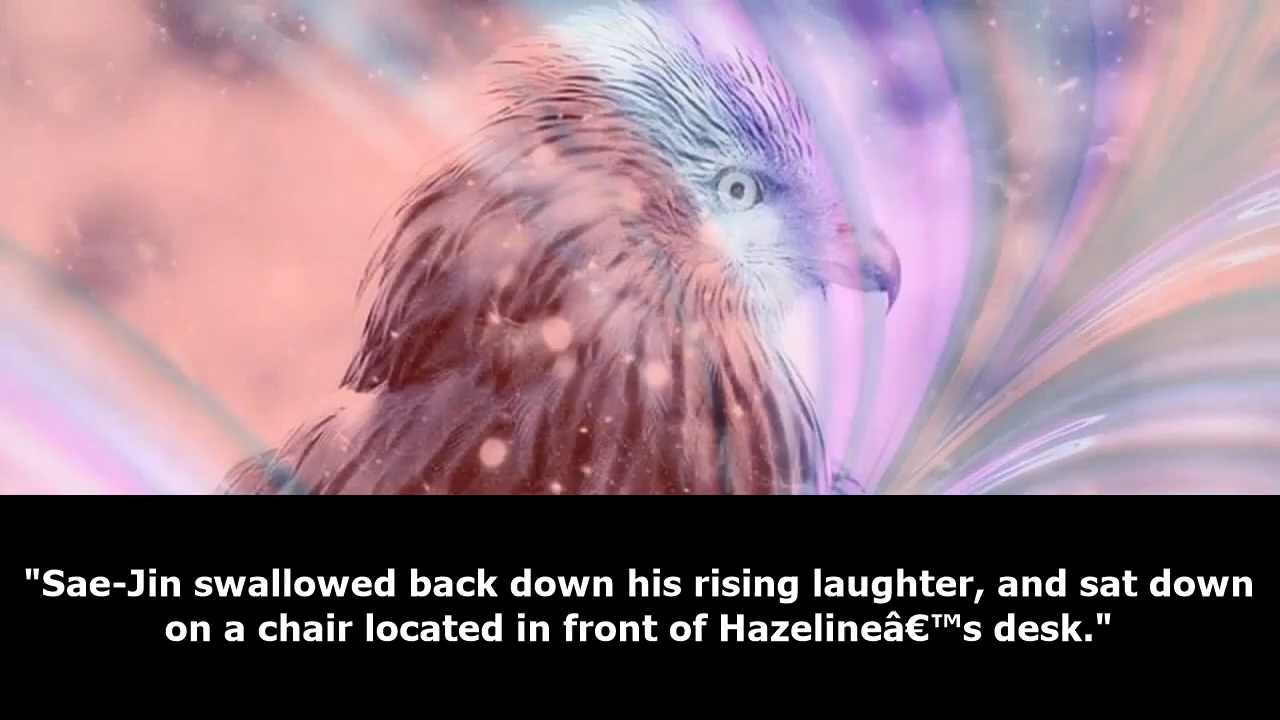 "Sae-Jin swallowed back down his rising laughter, and sat down
on a chair located in front of Hazelineâ€™s desk."